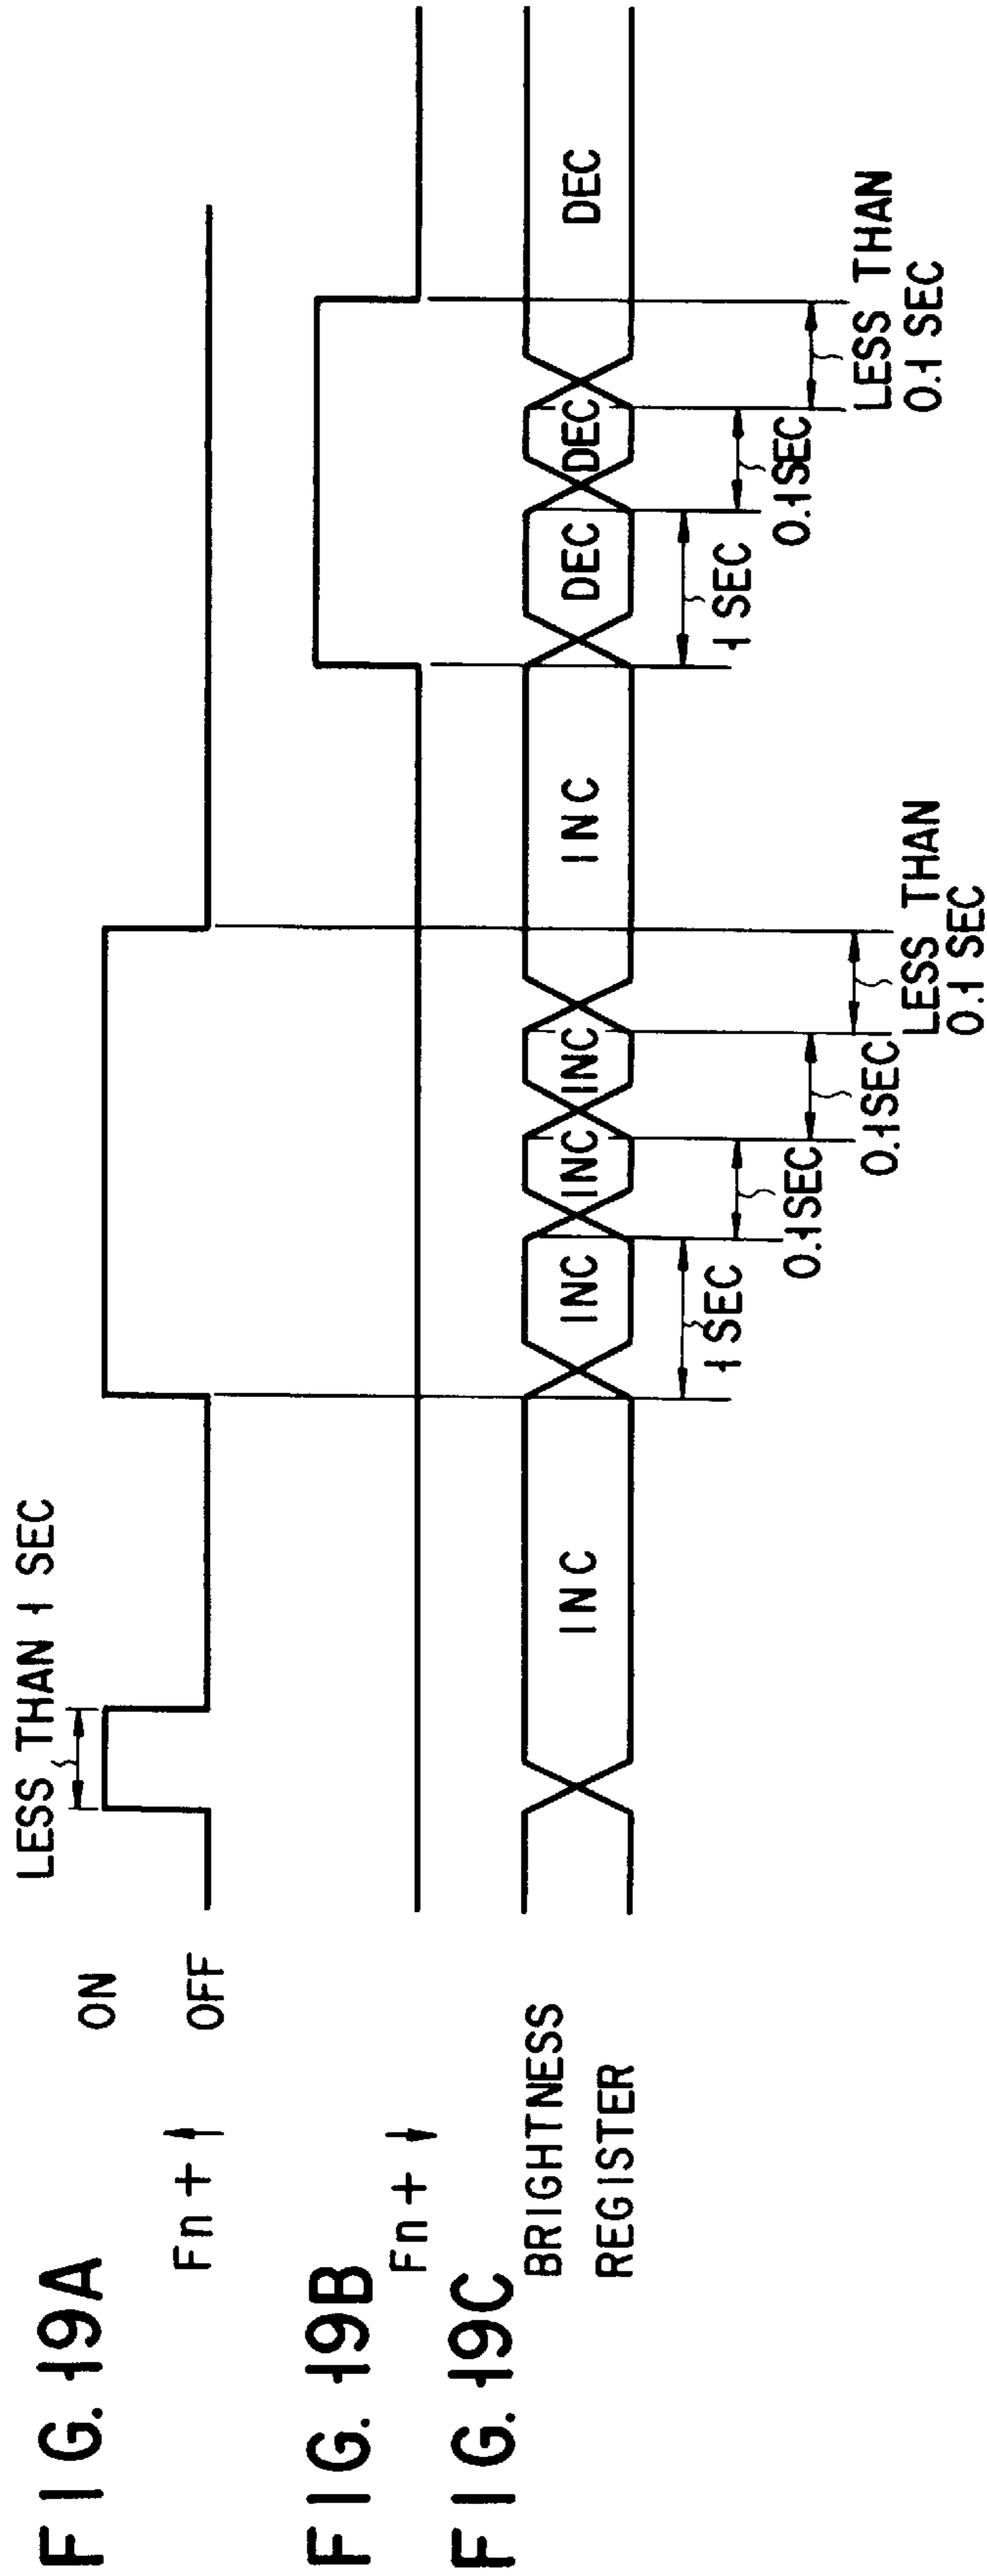 LESS THAN 1 SEC
FIG. 19A
ON
Fn + ↑
OFF
FIG. 19B
Fn + ↓
FIG. 19C
BRIGHTNESS
REGISTER
INC
INC
INC
INC
INC
DEC
DEC
DEC
1 SEC
0.1SEC
0.1SEC
LESS THAN
0.1 SEC
1 SEC
0.1SEC
LESS THAN
0.1 SEC